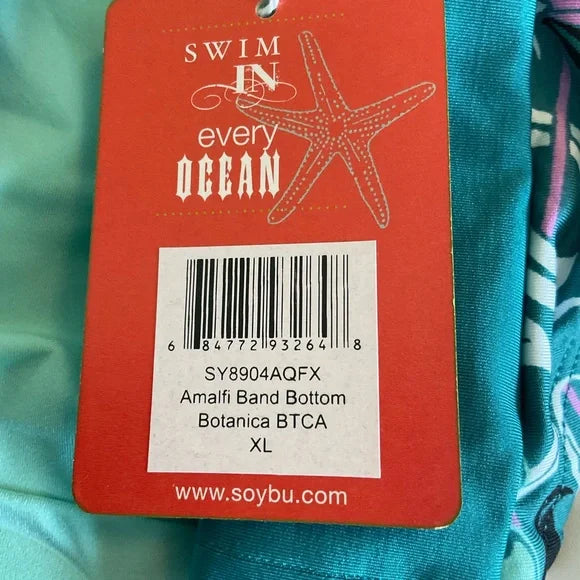 SWIM
IN
every
OCEAN
6 84772 93264 8
SY8904AQFX
Amalfi Band Bottom
Botanica BTCA
XL
www.soybu.com